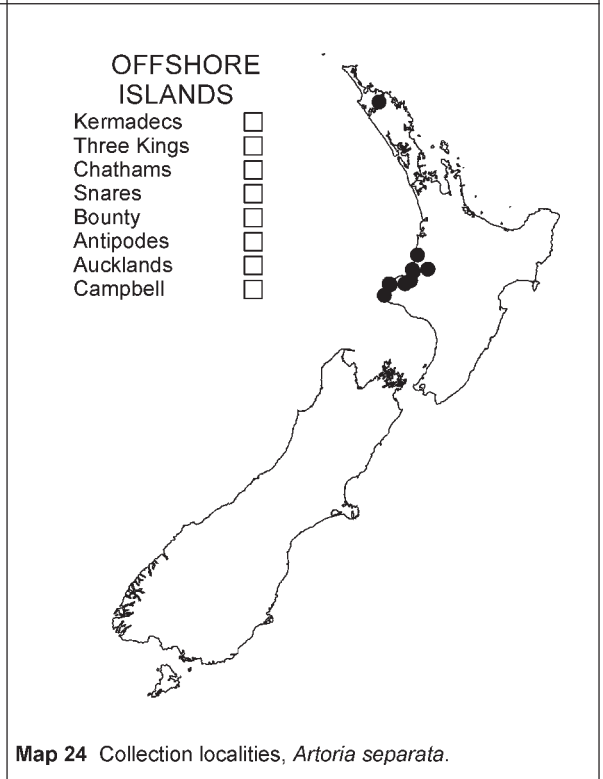 OFFSHORE
ISLANDS
Kermadecs
Three Kings
Chathams
Snares
Bounty
Antipodes
Aucklands
Campbell
Map 24 Collection localities, Artoria separata.